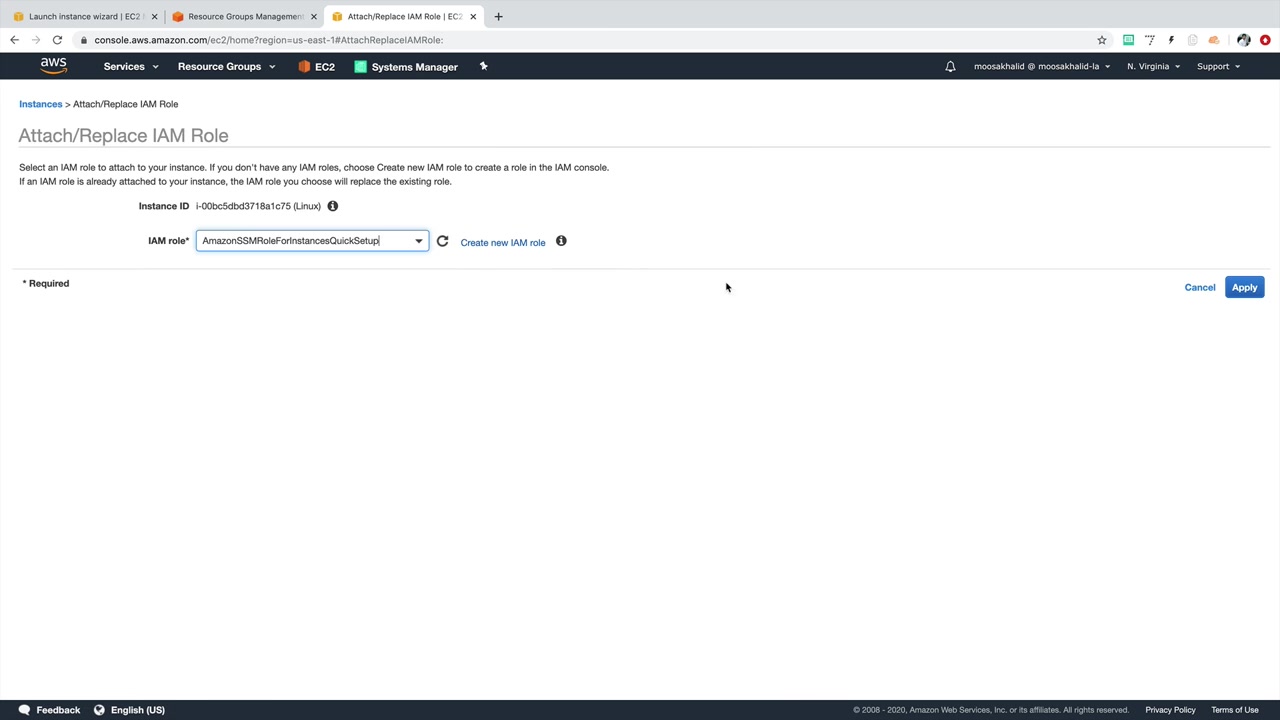 Launch instance wizard | EC2
Resource Groups Management
Attach/Replace IAM Role | EC2
console.aws.amazon.com/ec2/home?region=us-east-1#AttachReplaceIAMRole:
aws
Services
Resource Groups
EC2
Systems Manager
moosakhalid @ moosakhalid-la
N. Virginia
Support
Instances > Attach/Replace IAM Role
Attach/Replace IAM Role
Select an IAM role to attach to your instance. If you don't have any IAM roles, choose Create new IAM role to create a role in the IAM console.
If an IAM role is already attached to your instance, the IAM role you choose will replace the existing role.
Instance ID i-00bc5dbd3718a1c75 (Linux)
IAM role* AmazonSSMRoleForInstancesQuickSetup Create new IAM role
* Required
Cancel Apply
Feedback English (US) © 2008 - 2020, Amazon Web Services, Inc. or its affiliates. All rights reserved. Privacy Policy Terms of Use